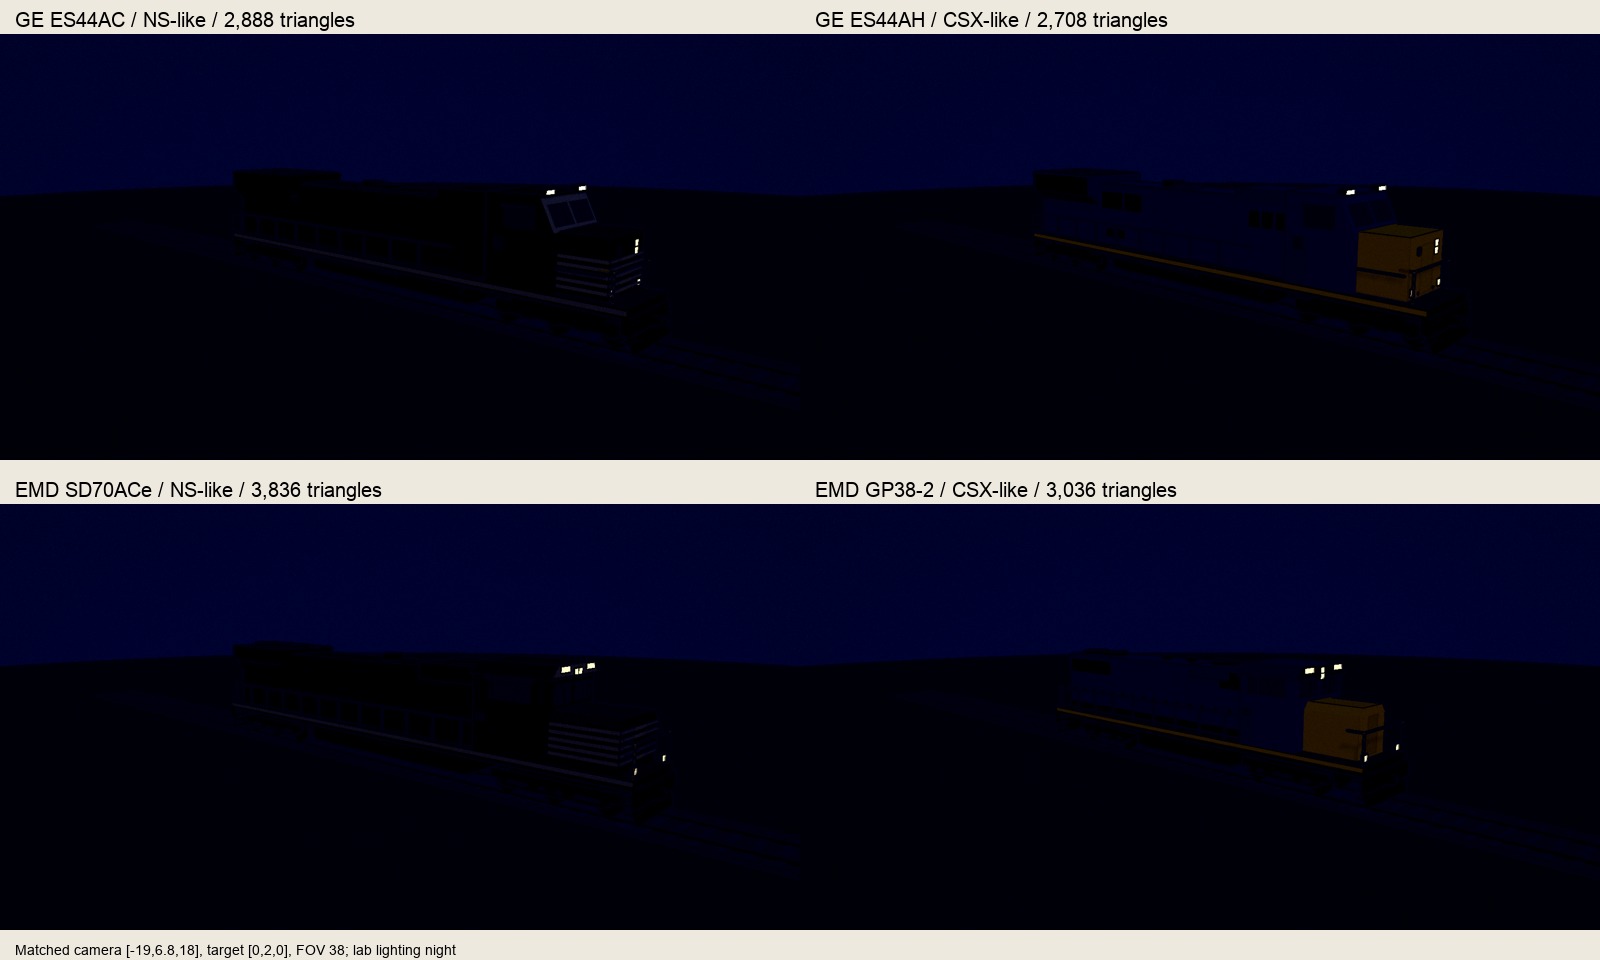 GE ES44AC / NS-like / 2,888 triangles
GE ES44AH / CSX-like / 2,708 triangles
EMD SD70ACe / NS-like / 3,836 triangles
EMD GP38-2 / CSX-like / 3,036 triangles
Matched camera [-19,6.8,18], target [0,2,0], FOV 38; lab lighting night